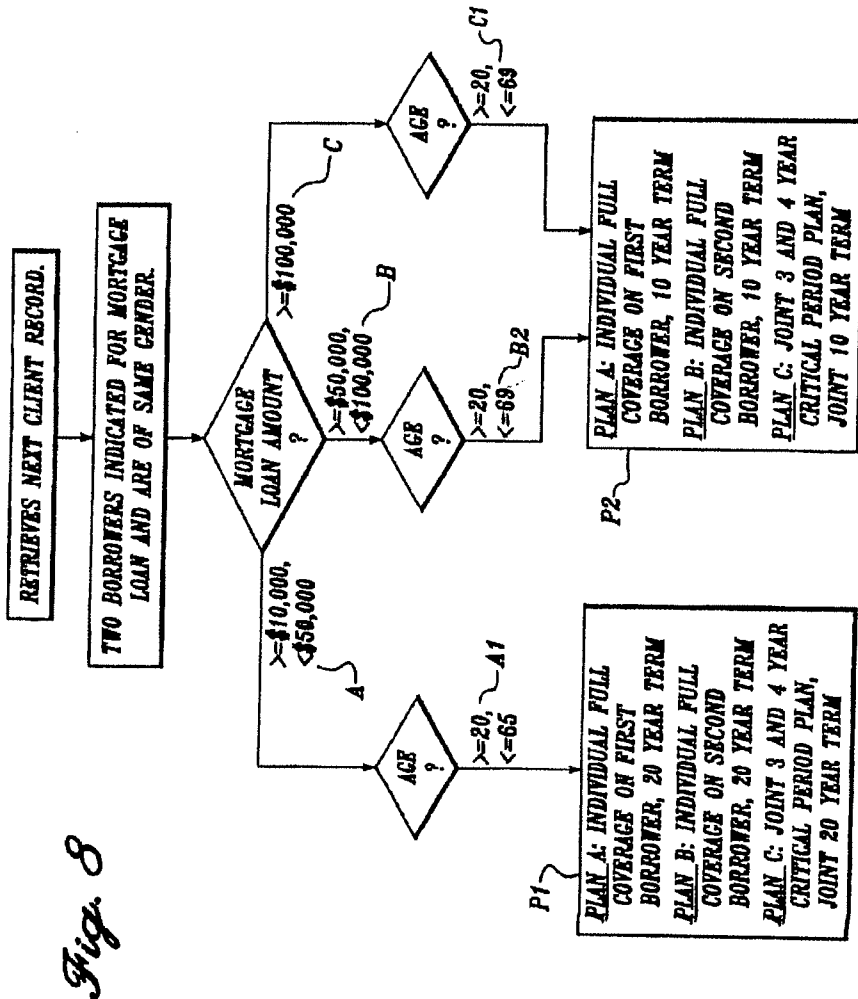 RETRIEVES NEXT CLIENT RECORD.
TWO BORROWERS INDICATED FOR MORTGAGE
LOAN AND ARE OF SAME GENDER.
MORTGAGE
LOAN AMOUNT
?
>=$10,000,
<$50,000
A
>=$50,000,
<$100,000
B
>=$100,000
C
AGE
?
>=20,
<=65
A1
AGE
?
>=20,
<=69
B2
AGE
?
>=20,
<=69
C1
P1
PLAN A: INDIVIDUAL FULL
COVERAGE ON FIRST
BORROWER, 20 YEAR TERM
PLAN B: INDIVIDUAL FULL
COVERAGE ON SECOND
BORROWER, 20 YEAR TERM
PLAN C: JOINT 3 AND 4 YEAR
CRITICAL PERIOD PLAN,
JOINT 20 YEAR TERM
P2
PLAN A: INDIVIDUAL FULL
COVERAGE ON FIRST
BORROWER, 10 YEAR TERM
PLAN B: INDIVIDUAL FULL
COVERAGE ON SECOND
BORROWER, 10 YEAR TERM
PLAN C: JOINT 3 AND 4 YEAR
CRITICAL PERIOD PLAN,
JOINT 10 YEAR TERM
Fig. 8